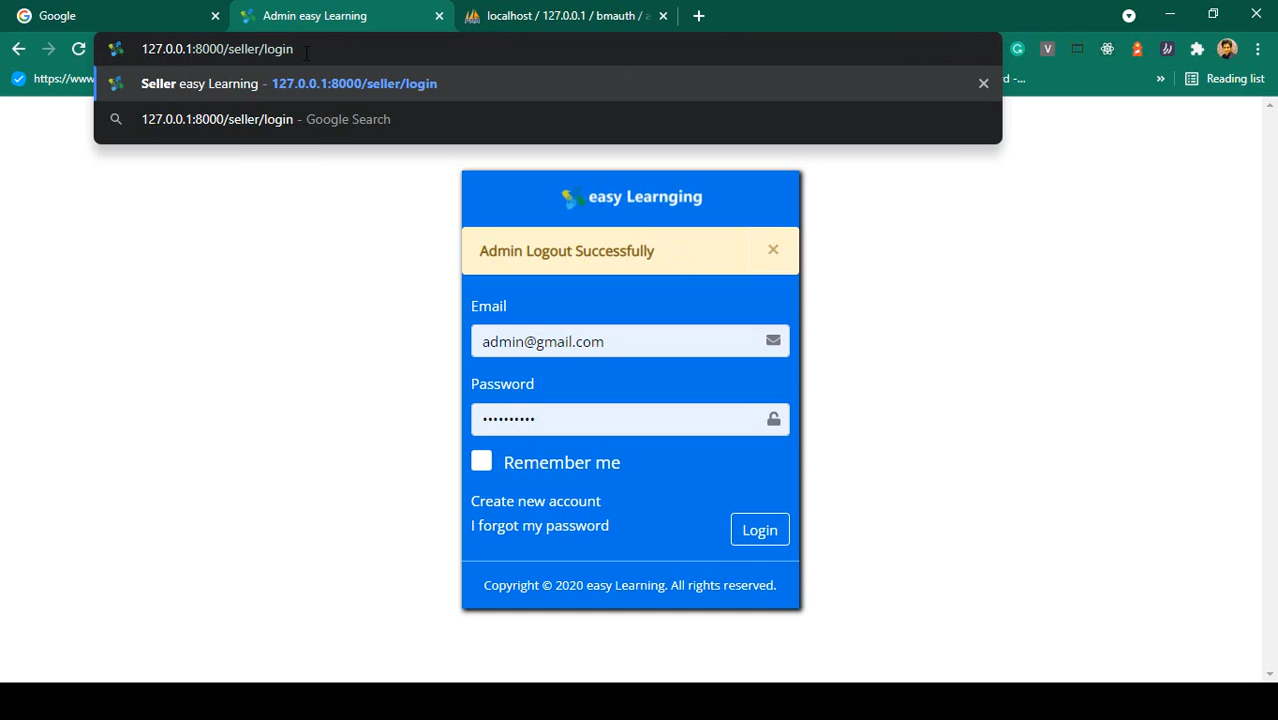 Google
Admin easy Learning
localhost / 127.0.0.1 / bmauth / a
127.0.0.1:8000/seller/login
V
https://www
Seller easy Learning - 127.0.0.1:8000/seller/login
d -...
»
Reading list
127.0.0.1:8000/seller/login - Google Search
easy Learnging
Admin Logout Successfully
Email
admin@gmail.com
Password
Remember me
Create new account
I forgot my password
Login
Copyright © 2020 easy Learning. All rights reserved.